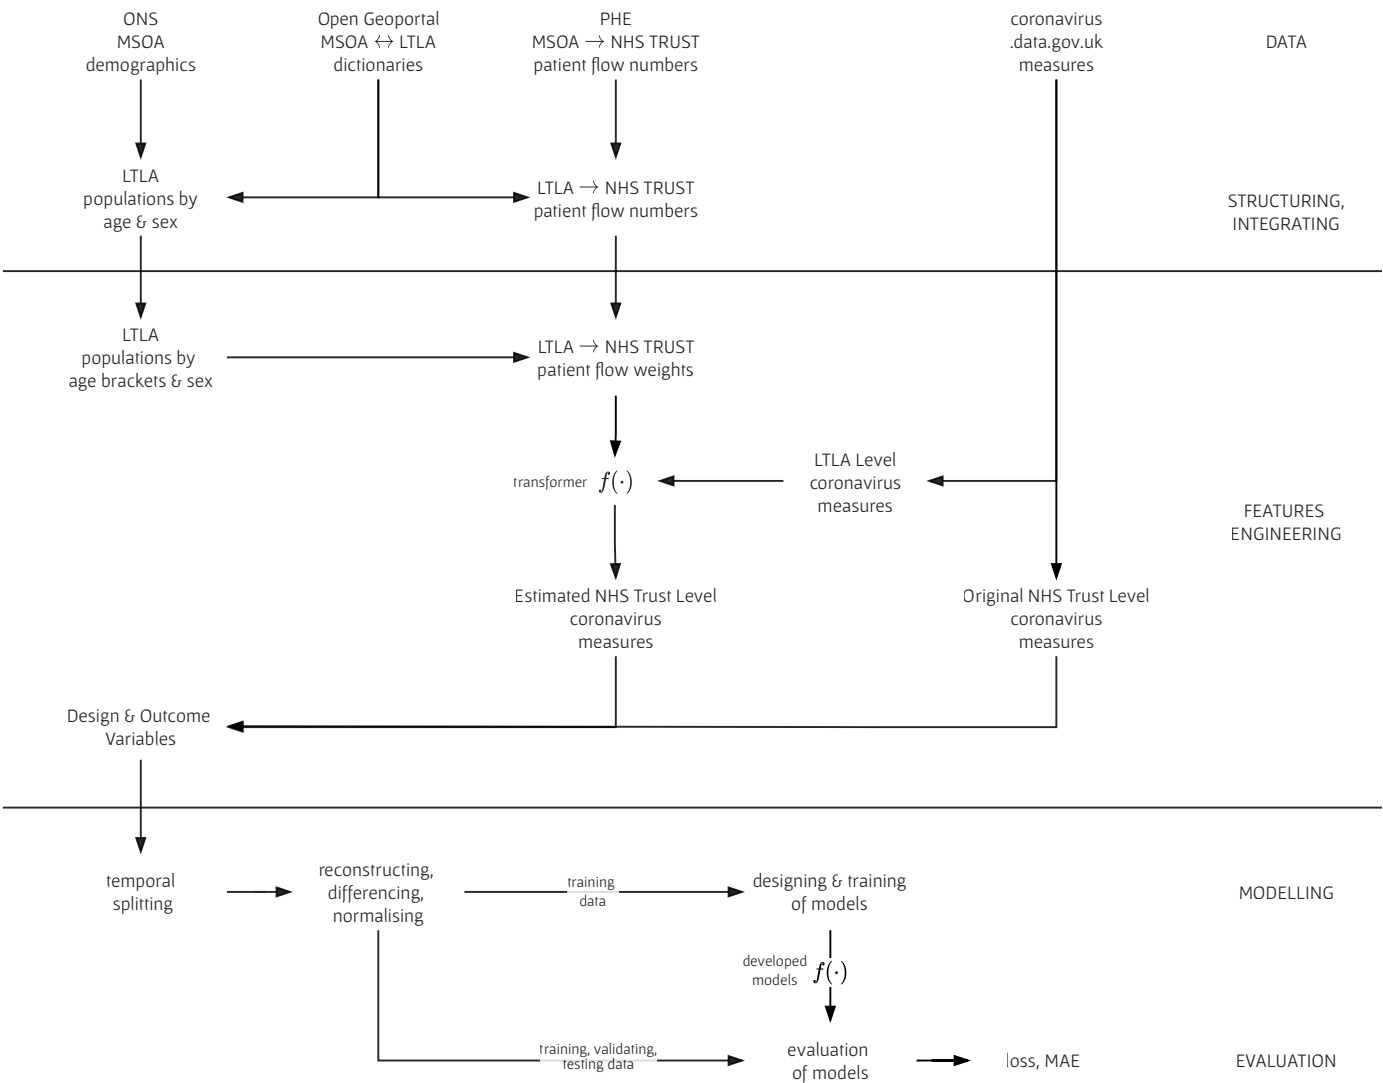 ONS
MSOA
demographics
Open Geoportal
MSOA ↔ LTLA
dictionaries
PHE
MSOA → NHS TRUST
patient flow numbers
coronavirus
.data.gov.uk
measures
DATA
LTLA
populations by
age & sex
LTLA → NHS TRUST
patient flow numbers
STRUCTURING,
INTEGRATING
LTLA
populations by
age brackets & sex
LTLA → NHS TRUST
patient flow weights
transformer f(·)
LTLA Level
coronavirus
measures
FEATURES
ENGINEERING
Estimated NHS Trust Level
coronavirus
measures
Original NHS Trust Level
coronavirus
measures
Design & Outcome
Variables
temporal
splitting
reconstructing,
differencing,
normalising
training
data
designing & training
of models
MODELLING
developed
models
f(·)
training, validating,
testing data
evaluation
of models
loss, MAE
EVALUATION